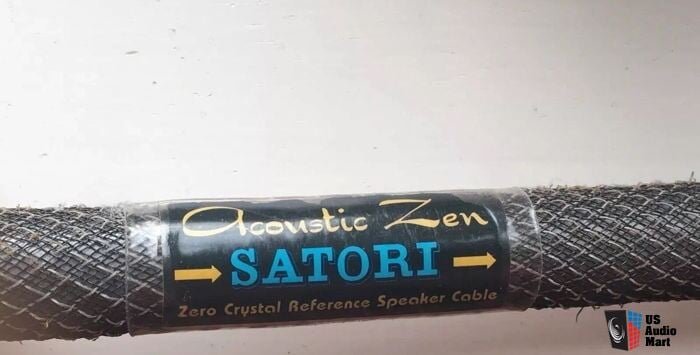 Acoustic Zen
SATORI
Zero Crystal Reference Speaker Cable
US
Audio
Mart